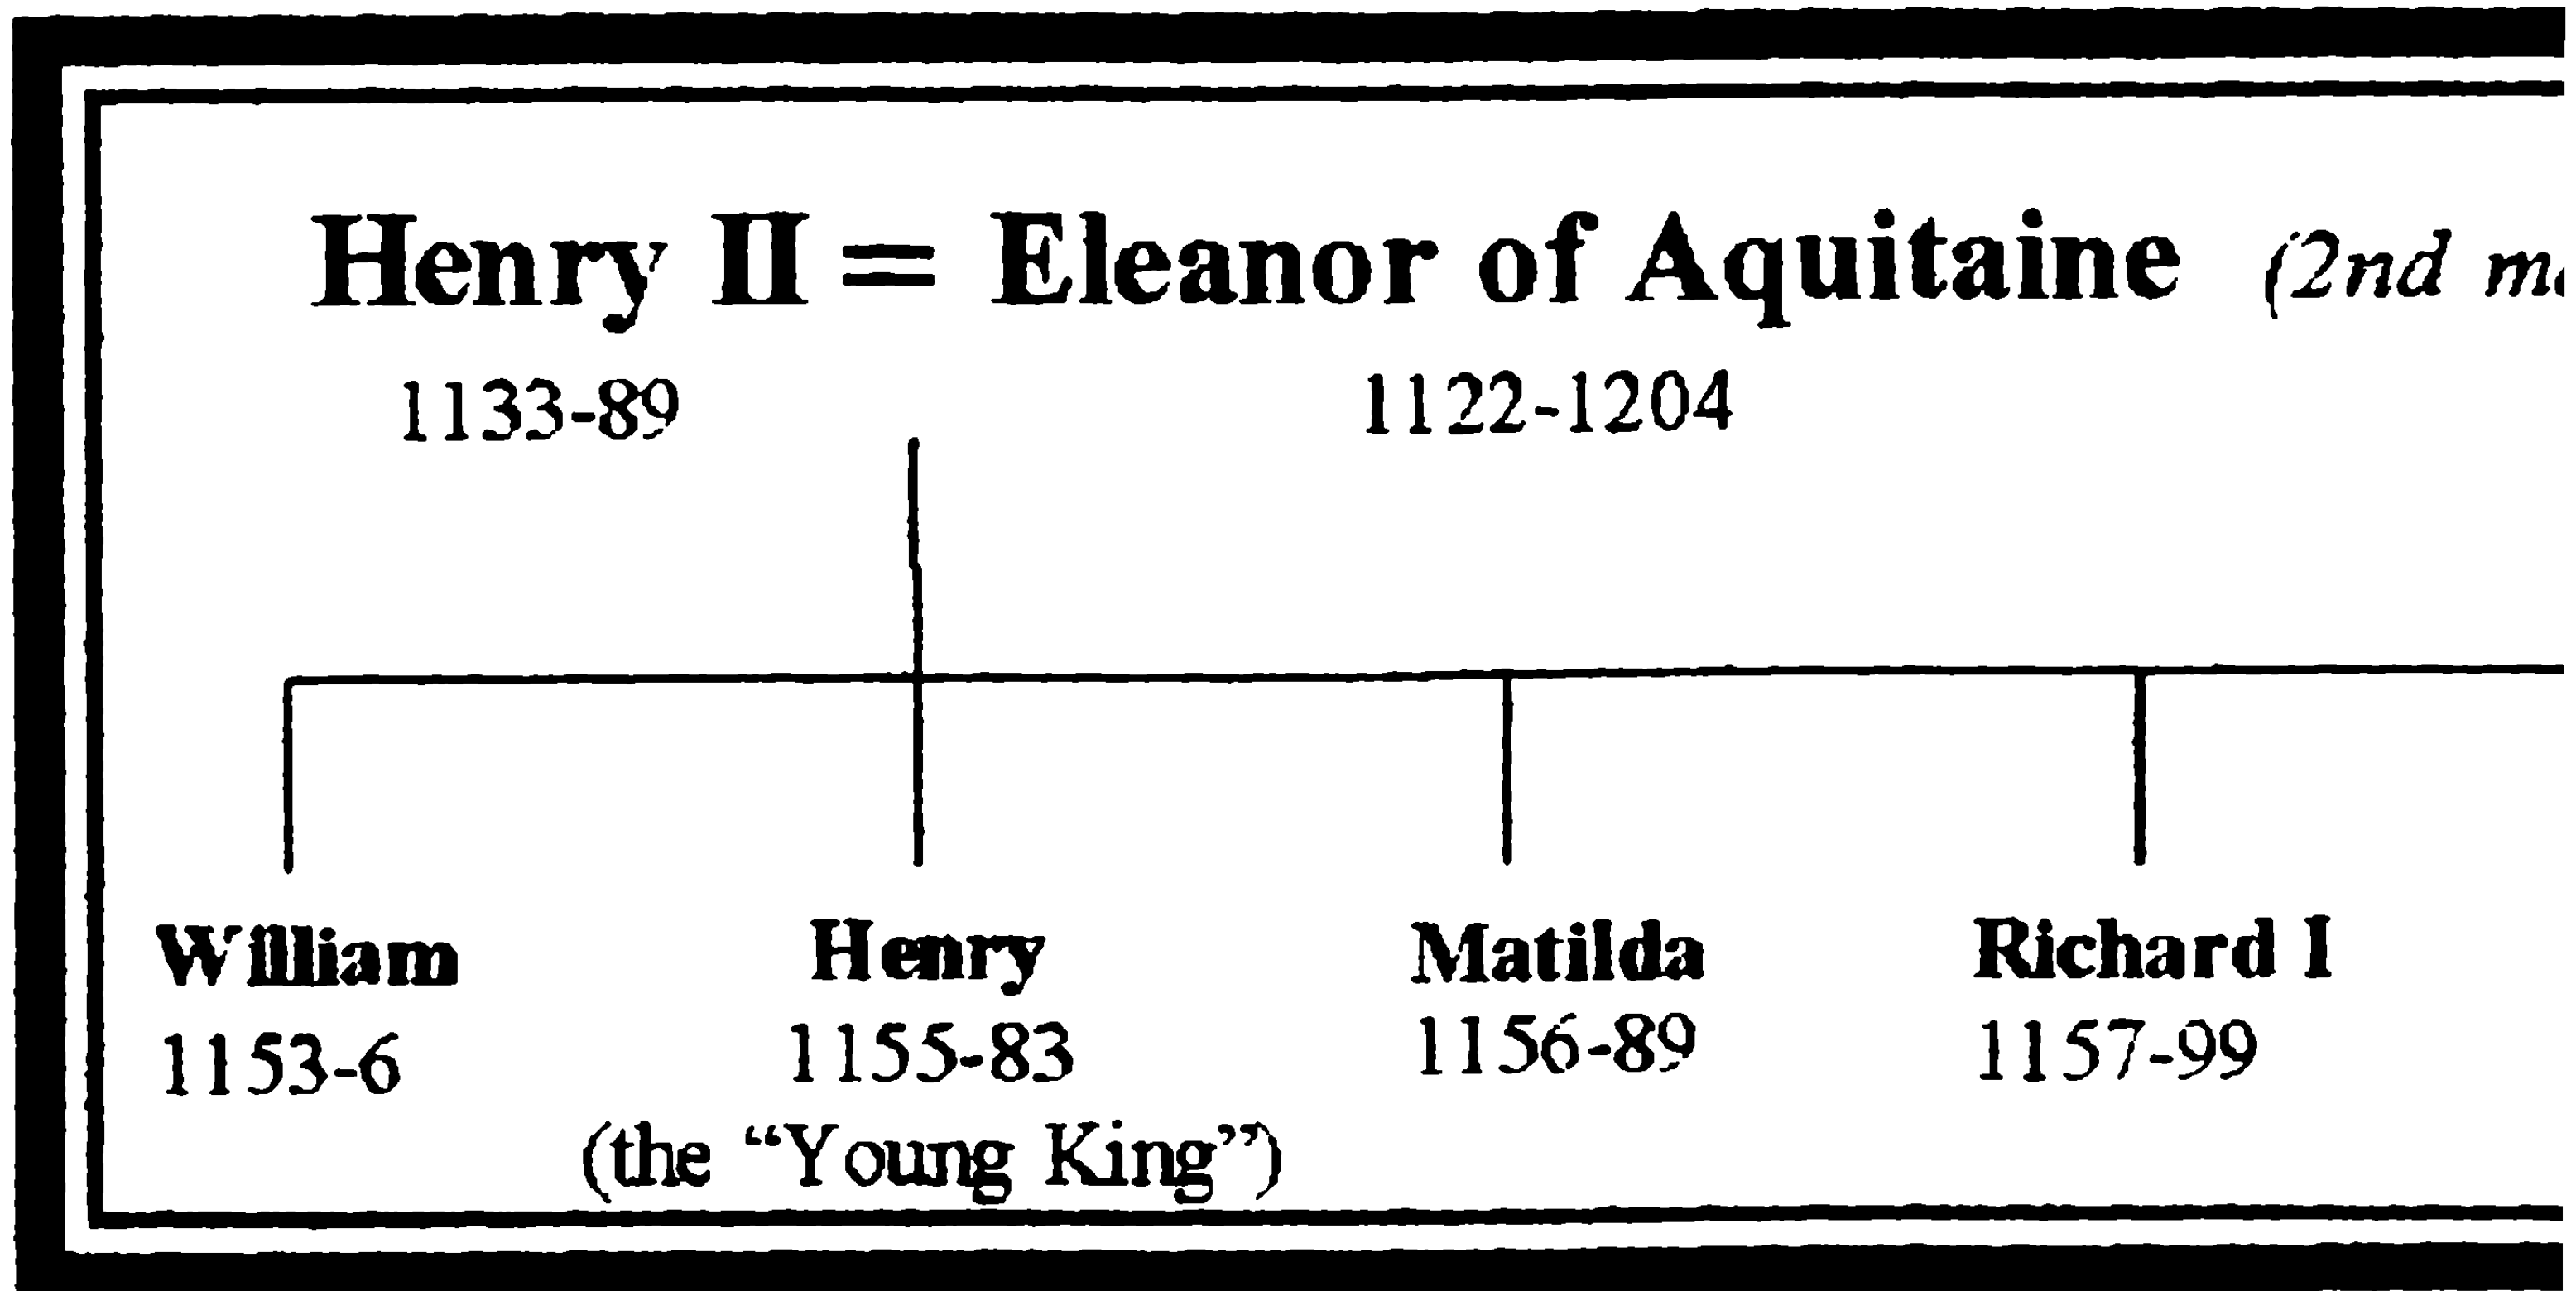 Henry II = Eleanor of Aquitaine (2nd
1133-89 1122-1204
William Henry Matilda Richard I
1153-6 1155-83 1156-89 1157-99
(the “Young King”)